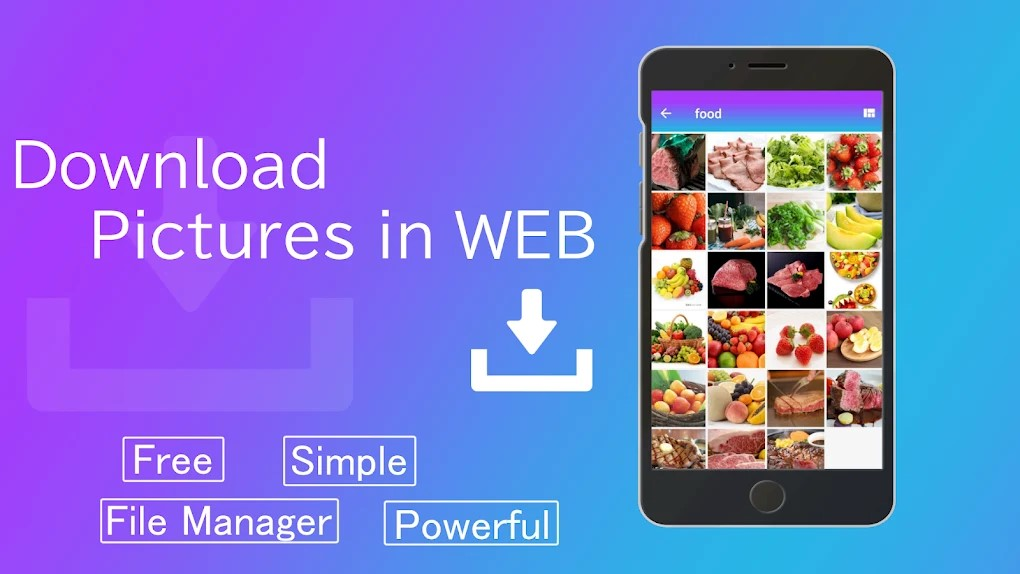 Download
Pictures in WEB
food
Free
Simple
File Manager
Powerful